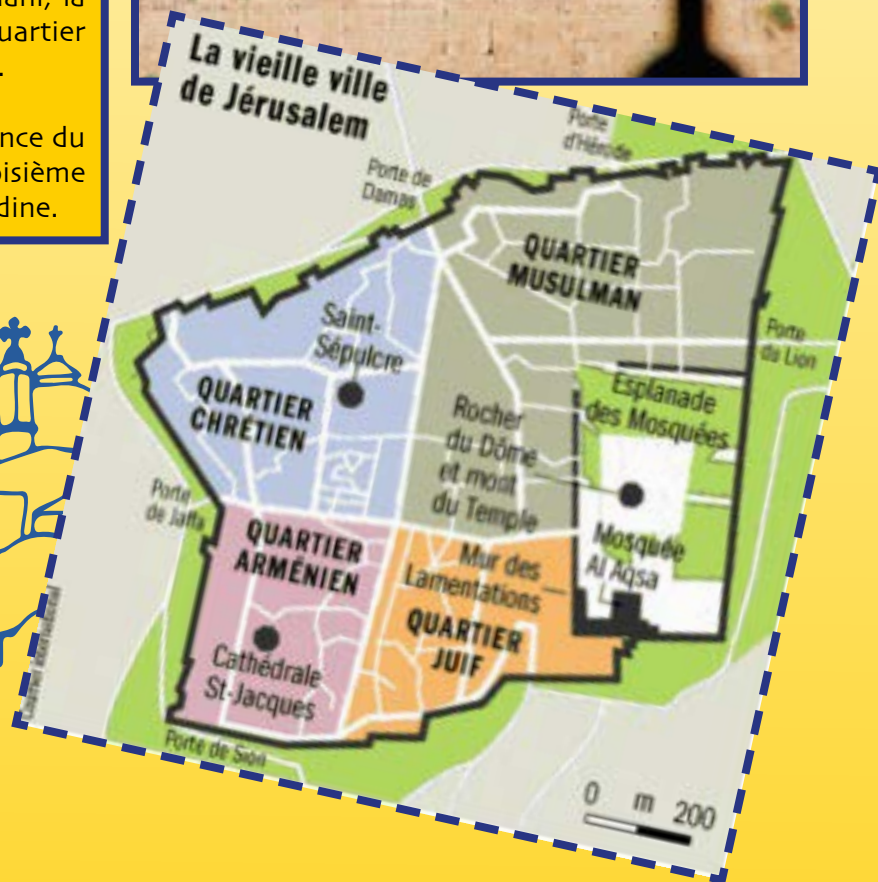 uartier
.
nce du
oisième
dine.
La vieille ville
de Jérusalem
Porte
d'Hérode
Porte de
Damas
QUARTIER
MUSULMAN
Saint-
Sépulcre
Porte
du Lion
QUARTIER
CHRÉTIEN
Esplanade
des Mosquées
Rocher
du Dôme
et mont
du Temple
Porte
de Jaffa
Mosquée
Al Aqsa
QUARTIER
ARMÉNIEN
Mur des
Lamentations
QUARTIER
JUIF
Cathédrale
St-Jacques
Courrier international
Porte de Sion
0 m 200